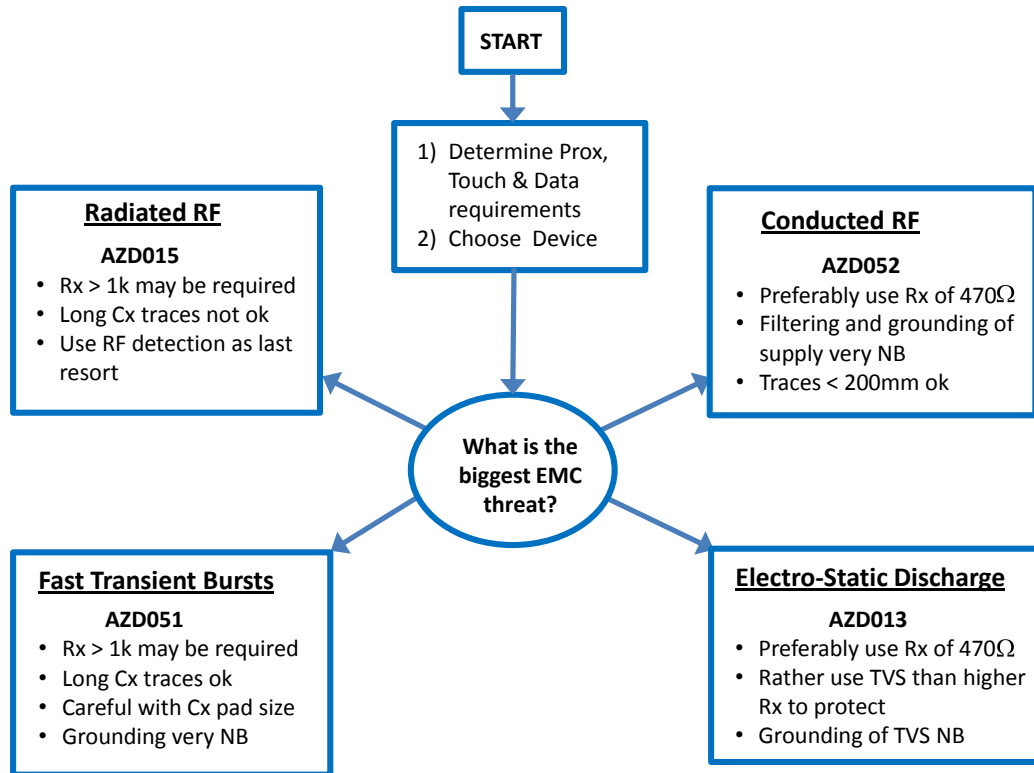 START
1) Determine Prox,
Touch & Data
requirements
2) Choose Device
Radiated RF
AZD015
• Rx > 1k may be required
• Long Cx traces not ok
• Use RF detection as last
resort
Conducted RF
AZD052
• Preferably use Rx of 470Ω
• Filtering and grounding of
supply very NB
• Traces < 200mm ok
What is the
biggest EMC
threat?
Fast Transient Bursts
AZD051
• Rx > 1k may be required
• Long Cx traces ok
• Careful with Cx pad size
• Grounding very NB
Electro-Static Discharge
AZD013
• Preferably use Rx of 470Ω
• Rather use TVS than higher
Rx to protect
• Grounding of TVS NB